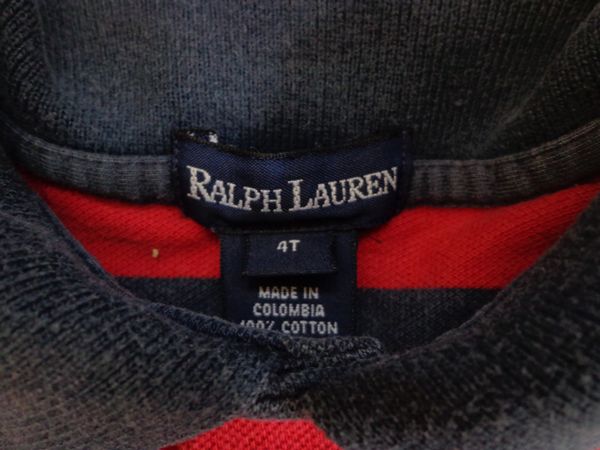 RALPH LAUREN
4T
MADE IN
COLOMBIA
100% COTTON